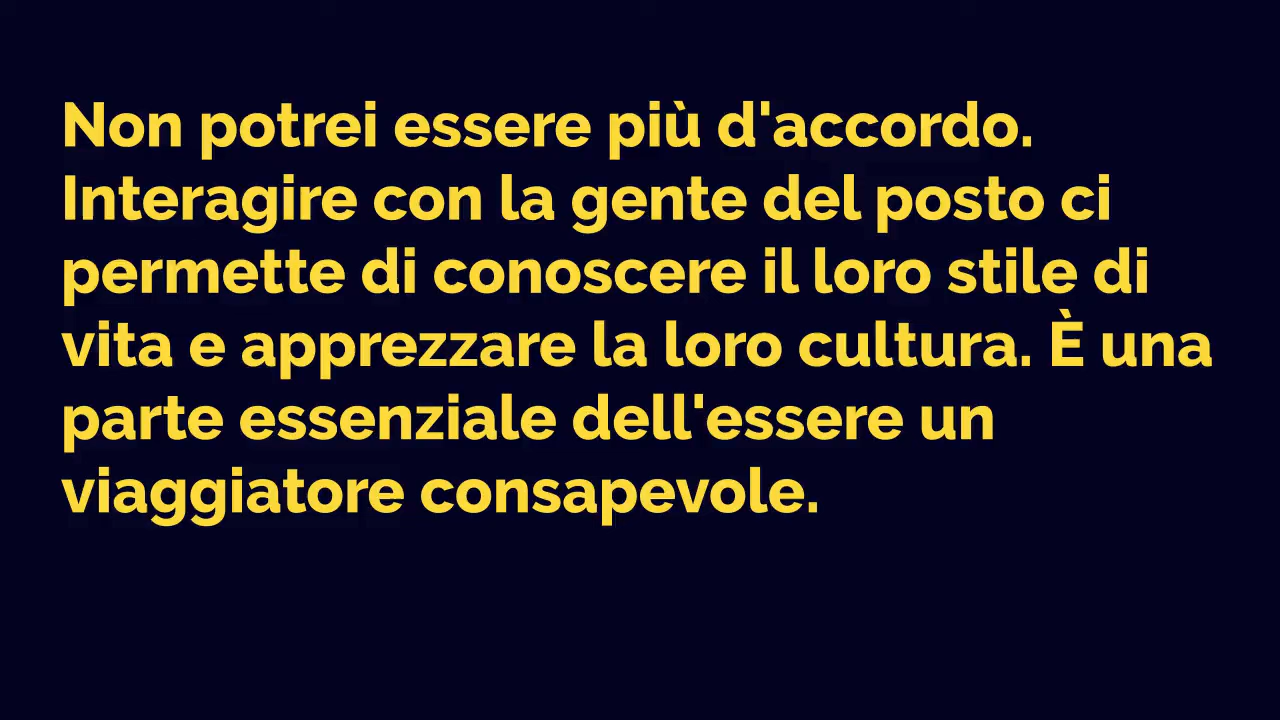 Non potrei essere più d'accordo.
Interagire con la gente del posto ci
permette di conoscere il loro stile di
vita e apprezzare la loro cultura. È una
parte essenziale dell'essere un
viaggiatore consapevole.